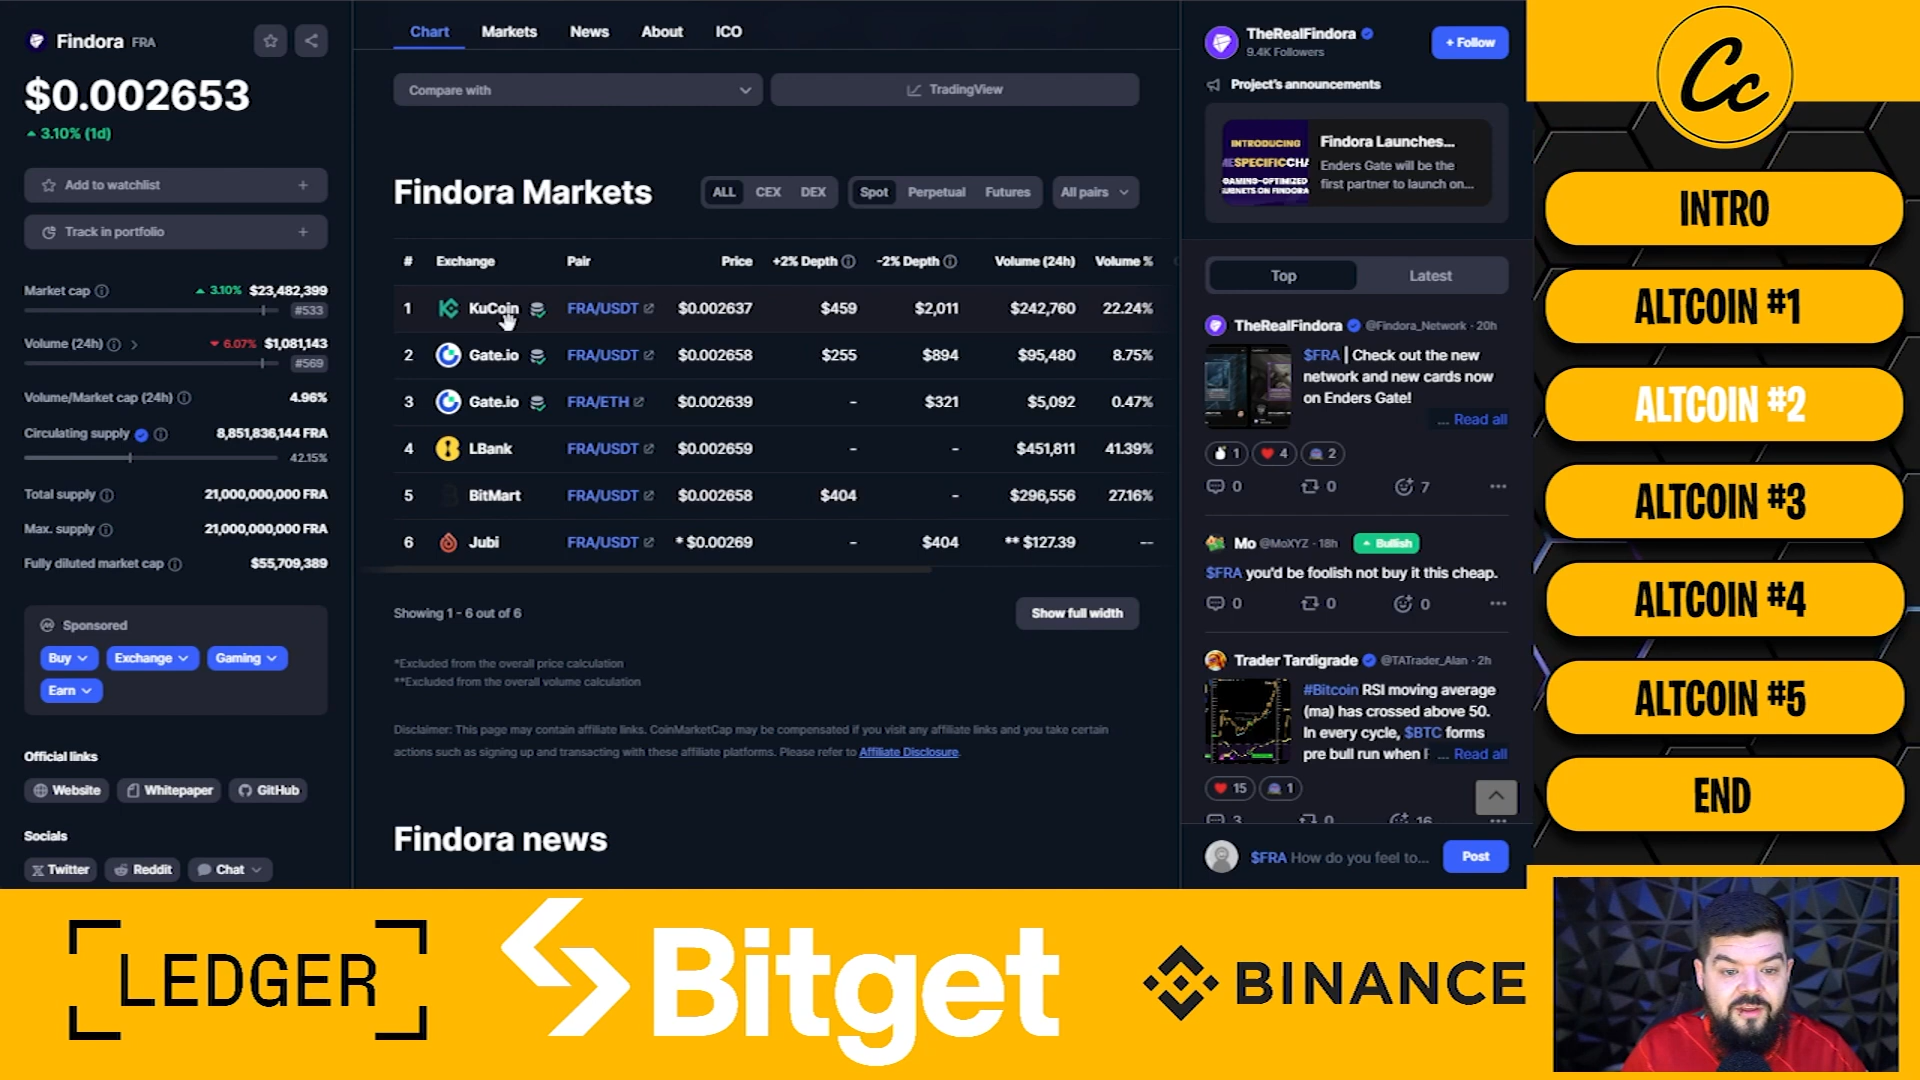 Findora FRA
$0.002653
3.10% (1d)
Add to watchlist +
Track in portfolio +
Market cap 3.10% $23,482,399
#533
Volume (24h) 6.07% $1,081,143
#569
Volume/Market cap (24h) 4.96%
Circulating supply 8,851,836,144 FRA
42.15%
Total supply 21,000,000,000 FRA
Max. supply 21,000,000,000 FRA
Fully diluted market cap $55,709,389
Sponsored
Buy Exchange Gaming
Earn
Official links
Website Whitepaper GitHub
Socials
Twitter Reddit Chat
Chart Markets News About ICO
Compare with TradingView
Findora Markets ALL CEX DEX Spot Perpetual Futures All pairs
# Exchange Pair Price +2% Depth -2% Depth Volume (24h) Volume %
1 KuCoin FRA/USDT $0.002637 $459 $2,011 $242,760 22.24%
2 Gate.io FRA/USDT $0.002658 $255 $894 $95,480 8.75%
3 Gate.io FRA/ETH $0.002639 - $321 $5,092 0.47%
4 LBank FRA/USDT $0.002659 - - $451,811 41.39%
5 BitMart FRA/USDT $0.002658 $404 - $296,556 27.16%
6 Jubi FRA/USDT * $0.00269 - $404 ** $127.39 --
Showing 1 - 6 out of 6 Show full width
*Excluded from the overall price calculation
**Excluded from the overall volume calculation
Disclaimer: This page may contain affiliate links. CoinMarketCap may be compensated if you visit any affiliate links and you take certain
actions such as signing up and transacting with these affiliate platforms. Please refer to Affiliate Disclosure.
Findora news
TheRealFindora
9.4K Followers
+ Follow
Project's announcements
INTRODUCING
SPECIFICCHA
GAMING-OPTIMIZED
SUBNETS ON FINDORA
Findora Launches...
Enders Gate will be the
first partner to launch on...
Top Latest
TheRealFindora @Findora_Network · 20h
$FRA | Check out the new
network and new cards now
on Enders Gate!
... Read all
1 4 2
0 0 7 ...
Mo @MoXYZ · 18h Bullish
$FRA you'd be foolish not buy it this cheap.
0 0 0 ...
Trader Tardigrade @TATrader_Alan · 2h
#Bitcoin RSI moving average
(ma) has crossed above 50.
In every cycle, $BTC forms
pre bull run when ... Read all
15 1
3 0 16 ...
$FRA How do you feel to... Post
Cc
INTRO
ALTCOIN #1
ALTCOIN #2
ALTCOIN #3
ALTCOIN #4
ALTCOIN #5
END
LEDGER
Bitget
BINANCE